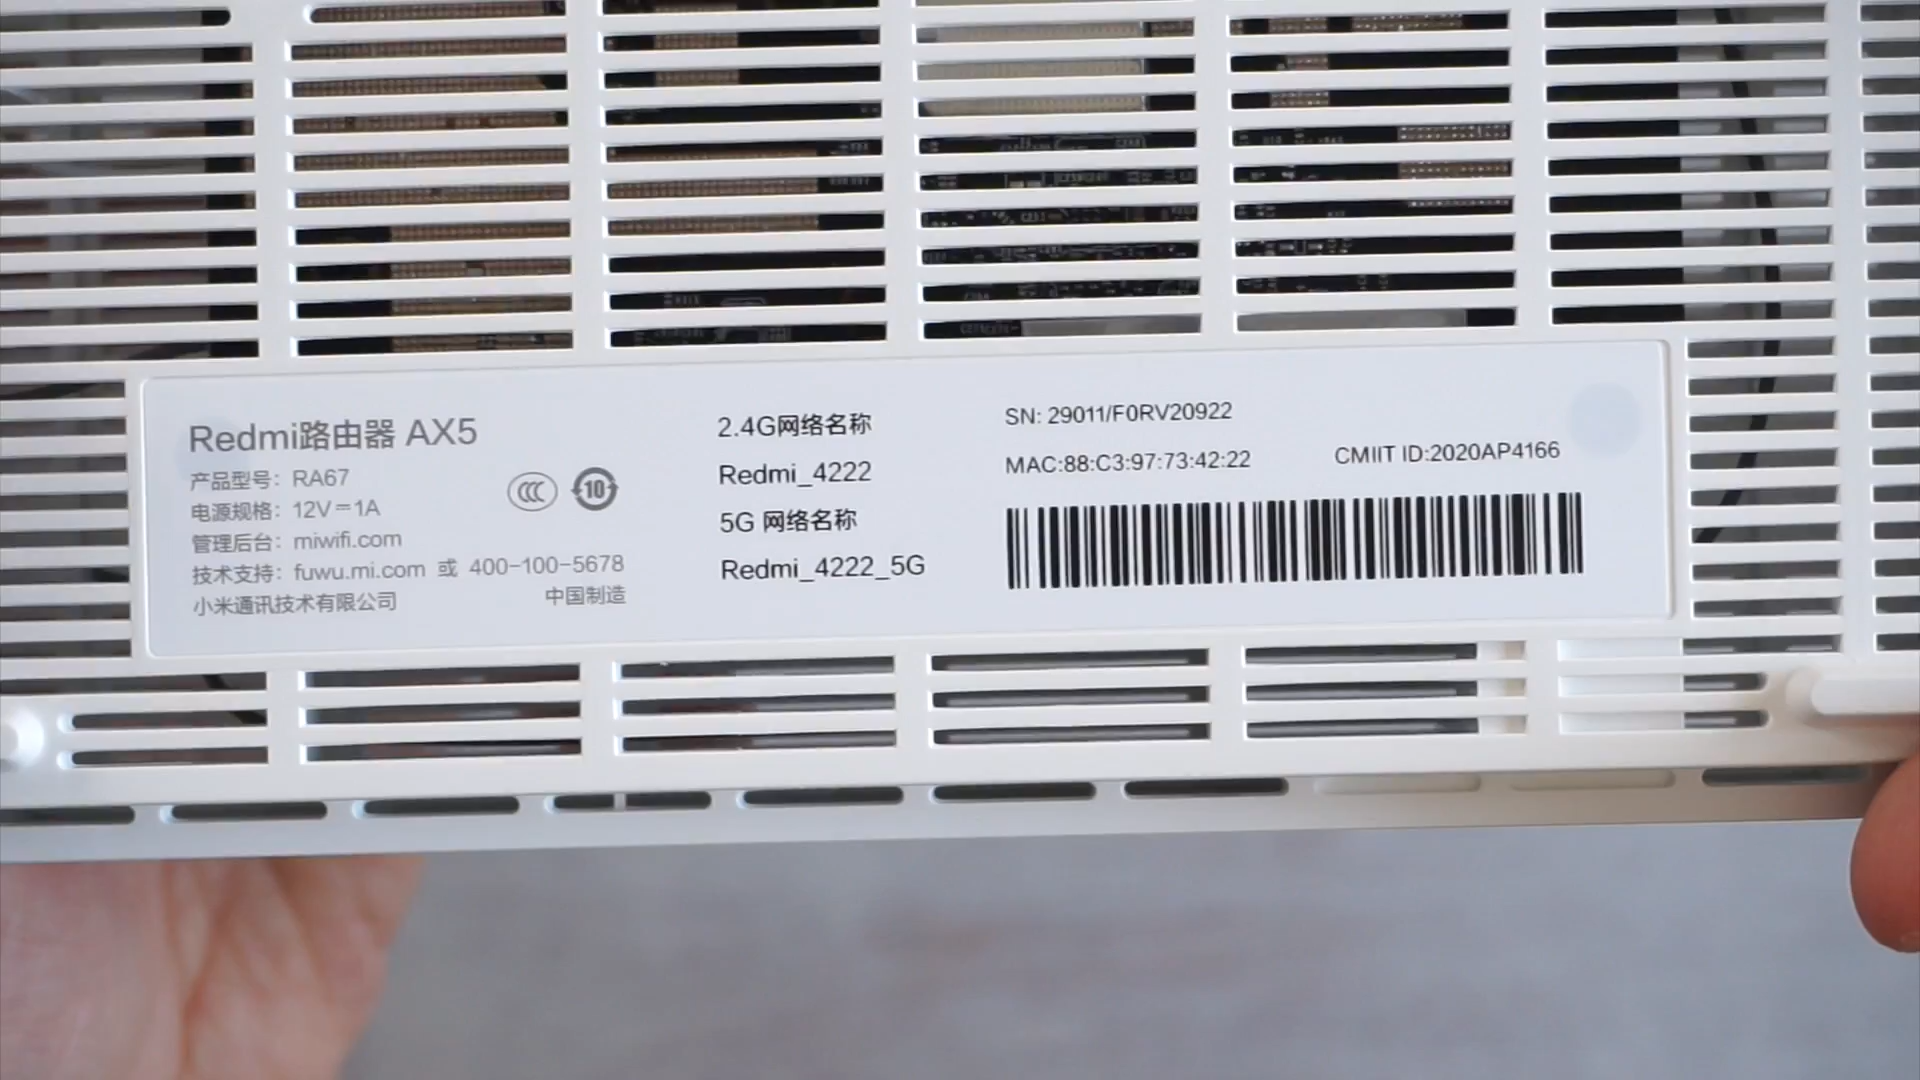 Redmi路由器 AX5
产品型号：RA67
电源规格：12V⎓1A
管理后台：miwifi.com
技术支持：fuwu.mi.com 或 400-100-5678
小米通讯技术有限公司
中国制造
CCC
10
2.4G网络名称
Redmi_4222
5G 网络名称
Redmi_4222_5G
SN: 29011/F0RV20922
MAC:88:C3:97:73:42:22
CMIIT ID:2020AP4166